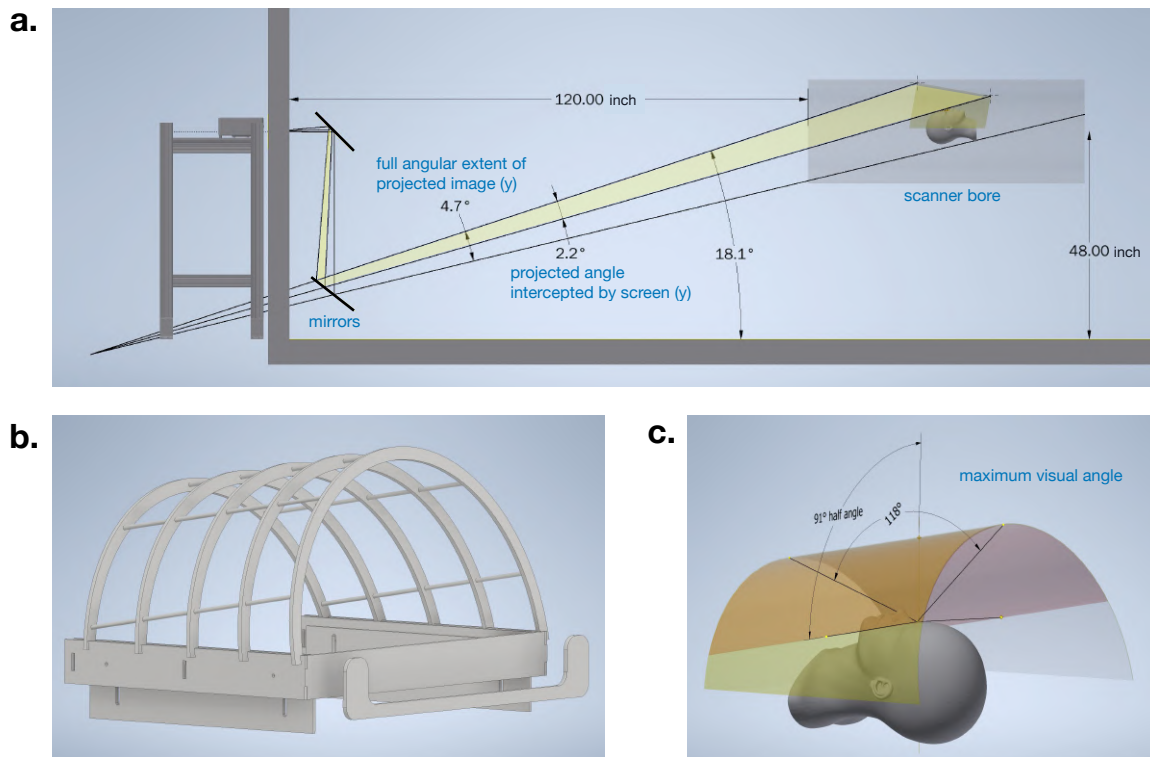 a.
120.00 inch
full angular extent of
projected image (y)
4.7°
2.2°
18.1°
scanner bore
48.00 inch
projected angle
intercepted by screen (y)
mirrors
b.
c.
maximum visual angle
91° half angle
118°